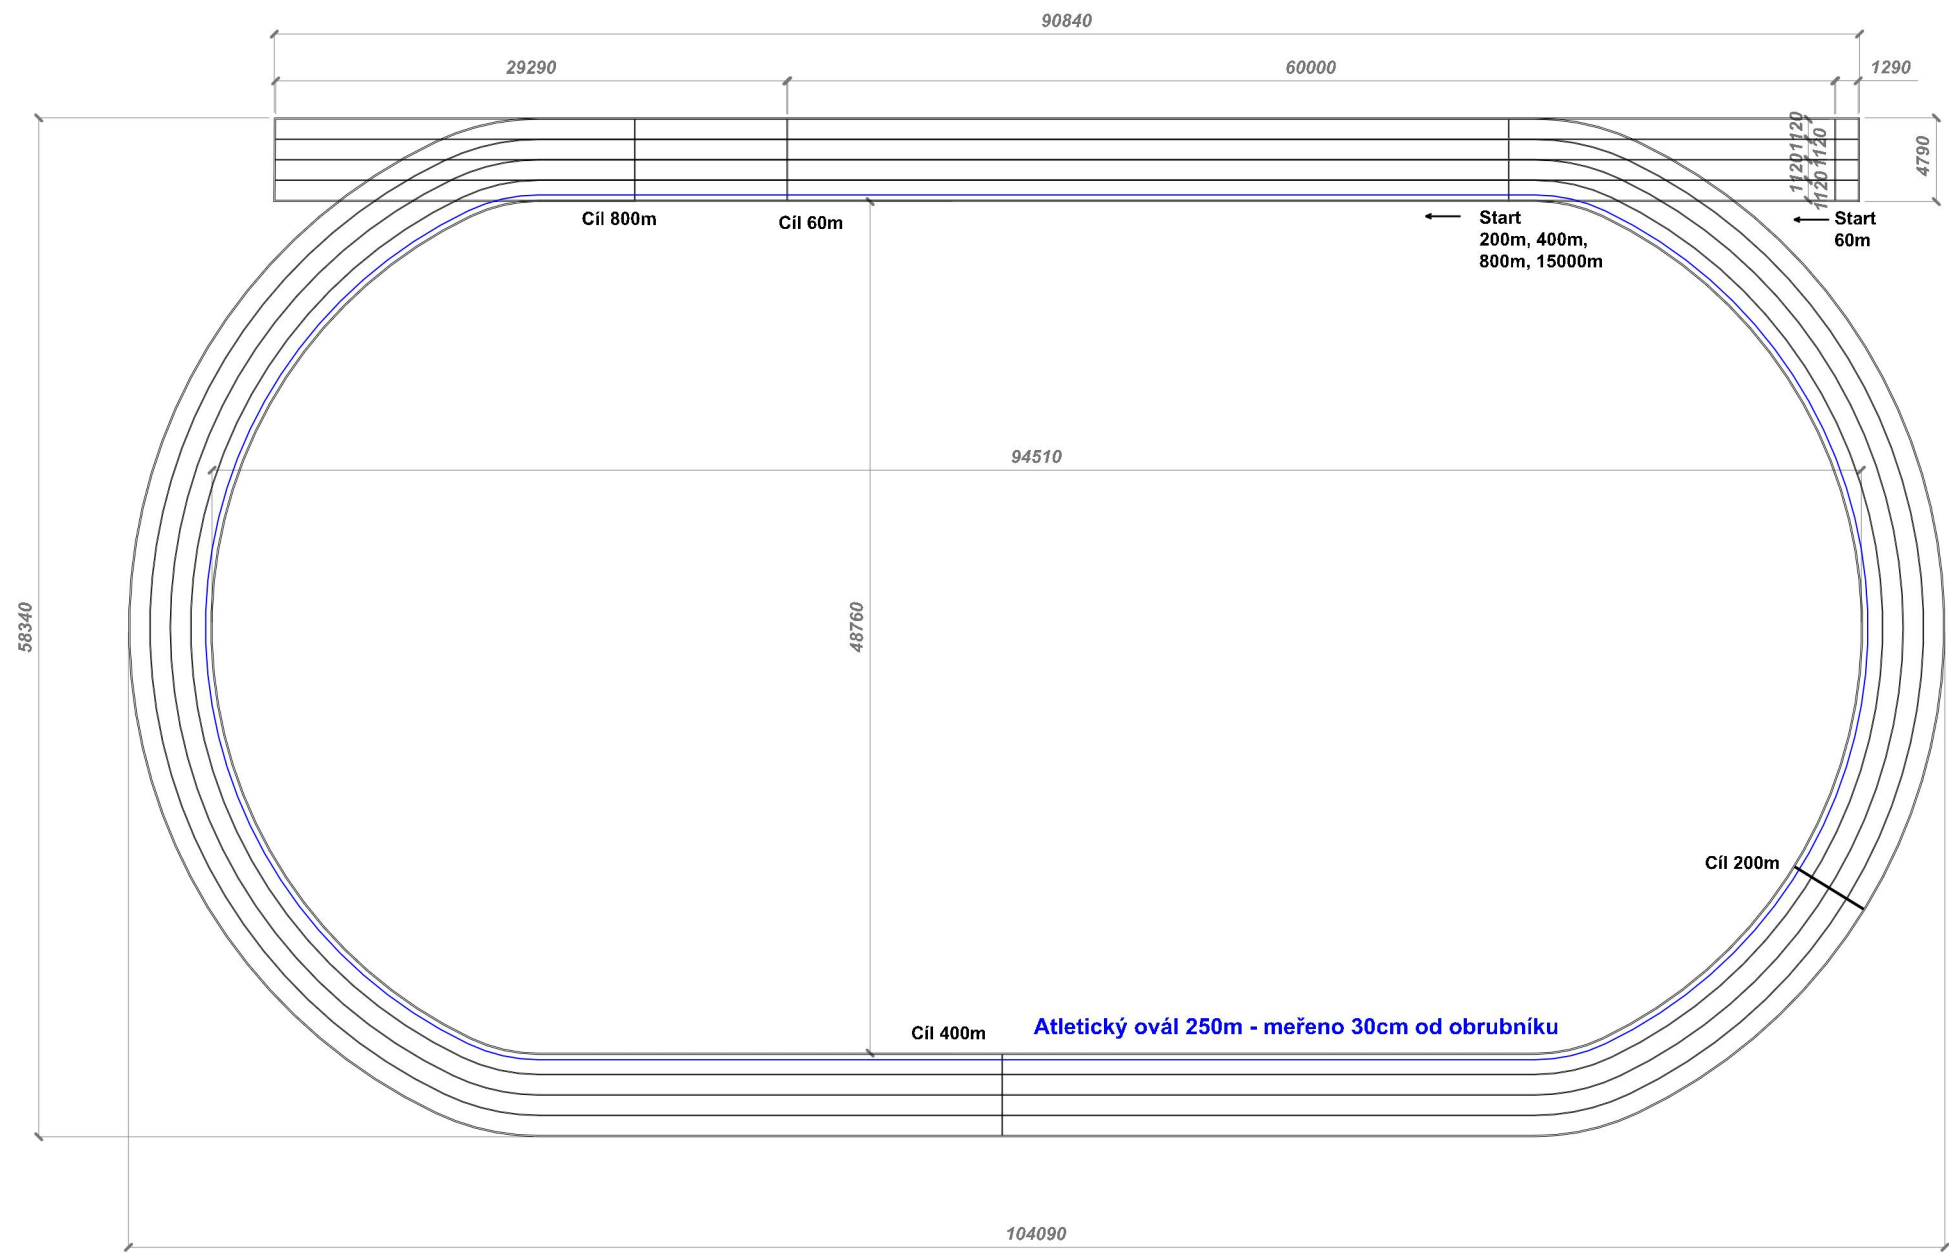 90840
29290
60000
1290
1120
1120
1120
1120
4790
Cíl 800m
Cíl 60m
Start
200m, 400m,
800m, 15000m
Start
60m
94510
58340
48760
Cíl 200m
Cíl 400m
Atletický ovál 250m - meřeno 30cm od obrubníku
104090